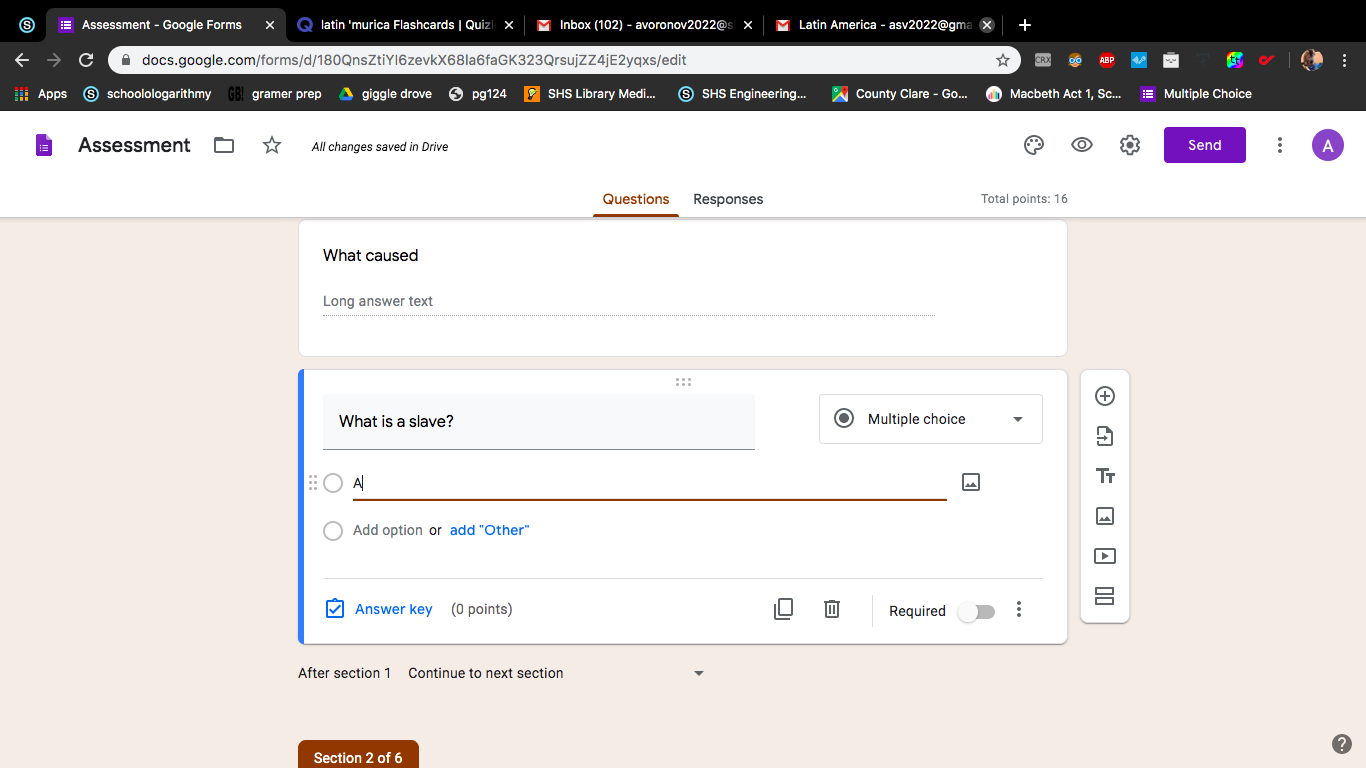 Assessment - Google Forms
latin 'murica Flashcards | Quizl
Inbox (102) - avoronov2022@s
Latin America - asv2022@gma
docs.google.com/forms/d/180QnsZtiYI6zevkX68Ia6faGK323QrsujZZ4jE2yqxs/edit
CRX
ABP
Apps
schoolologarithmy
GB!
gramer prep
giggle drove
pg124
SHS Library Medi...
SHS Engineering...
County Clare - Go...
Macbeth Act 1, Sc...
Multiple Choice
Assessment
All changes saved in Drive
Send
A
Questions
Responses
Total points: 16
What caused
Long answer text
What is a slave?
Multiple choice
A
Add option or add "Other"
Answer key (0 points)
Required
After section 1 Continue to next section
Section 2 of 6